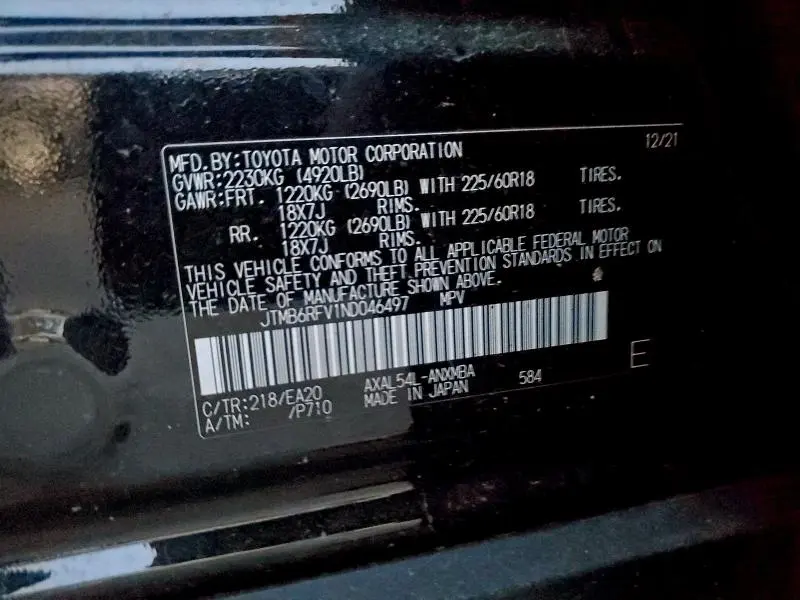 12/21
MFD. BY: TOYOTA MOTOR CORPORATION
GVWR: 2230KG (4920LB)
GAWR: FRT. 1220KG (2690LB) WITH 225/60R18 TIRES.
18X7J RIMS.
RR. 1220KG (2690LB) WITH 225/60R18 TIRES.
18X7J RIMS.
THIS VEHICLE CONFORMS TO ALL APPLICABLE FEDERAL MOTOR
VEHICLE SAFETY AND THEFT PREVENTION STANDARDS IN EFFECT ON
THE DATE OF MANUFACTURE SHOWN ABOVE.
JTMB6RFV1ND046497 MPV
C/TR: 218/EA20 AXAL54L-ANXMBA 584 E
A/TM: /P710 MADE IN JAPAN